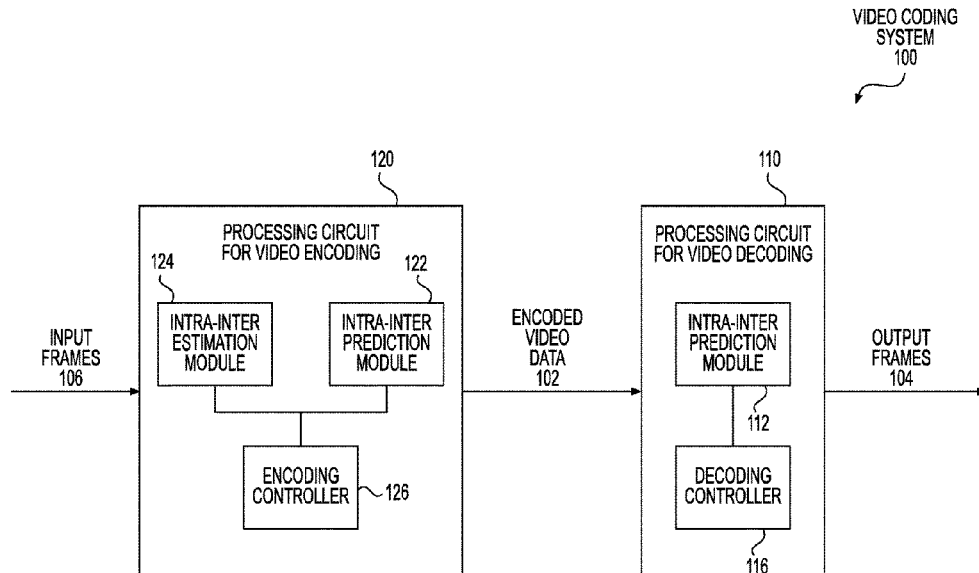 VIDEO CODING
SYSTEM
100
120
110
PROCESSING CIRCUIT
FOR VIDEO ENCODING
PROCESSING CIRCUIT
FOR VIDEO DECODING
124
122
INTRA-INTER
ESTIMATION
MODULE
INTRA-INTER
PREDICTION
MODULE
INTRA-INTER
PREDICTION
MODULE
INPUT
FRAMES
106
ENCODED
VIDEO
DATA
102
OUTPUT
FRAMES
104
112
ENCODING
CONTROLLER
126
DECODING
CONTROLLER
116